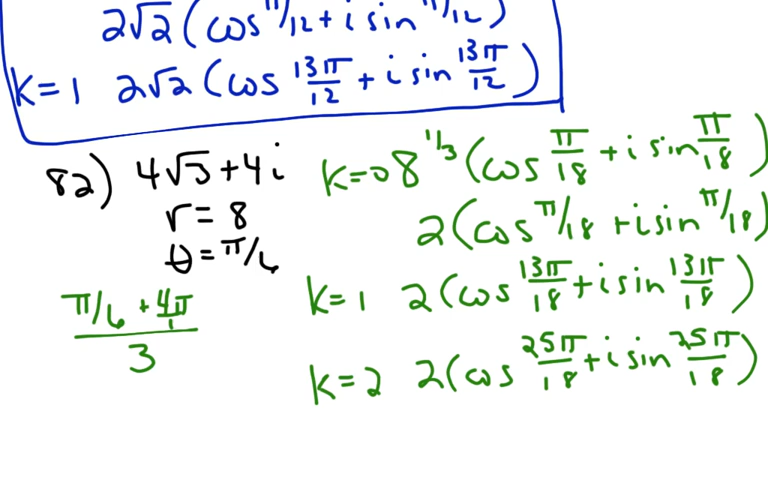 2√2 (cos π/12 + i sin π/12)
k=1 2√2 (cos 13π/12 + i sin 13π/12)
82) 4√3+4i
r = 8
θ = π/6
(π/6 + 4π/1)/3
k=0 8^(1/3) (cos π/18 + i sin π/18)
2(cos π/18 + i sin π/18)
k=1 2(cos 13π/18 + i sin 13π/18)
k=2 2(cos 25π/18 + i sin 25π/18)